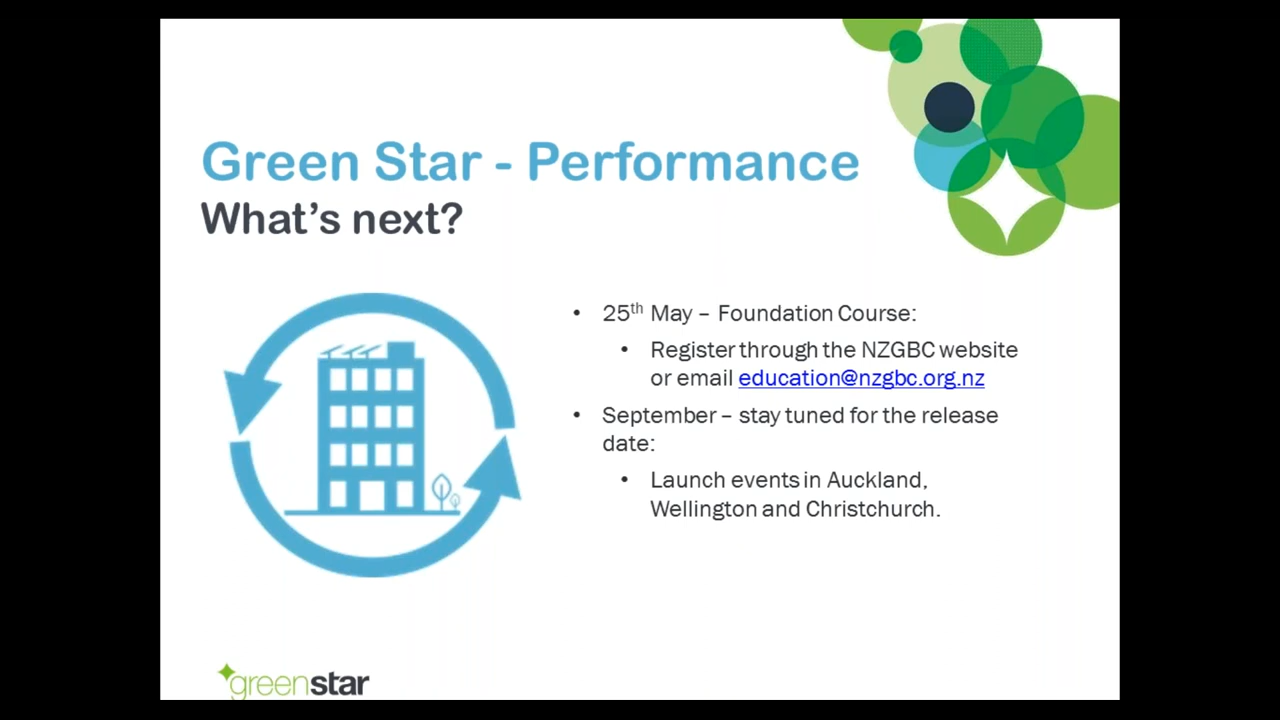 Green Star - Performance
What's next?
• 25th May – Foundation Course:
• Register through the NZGBC website
or email education@nzgbc.org.nz
• September – stay tuned for the release
date:
• Launch events in Auckland,
Wellington and Christchurch.
greenstar